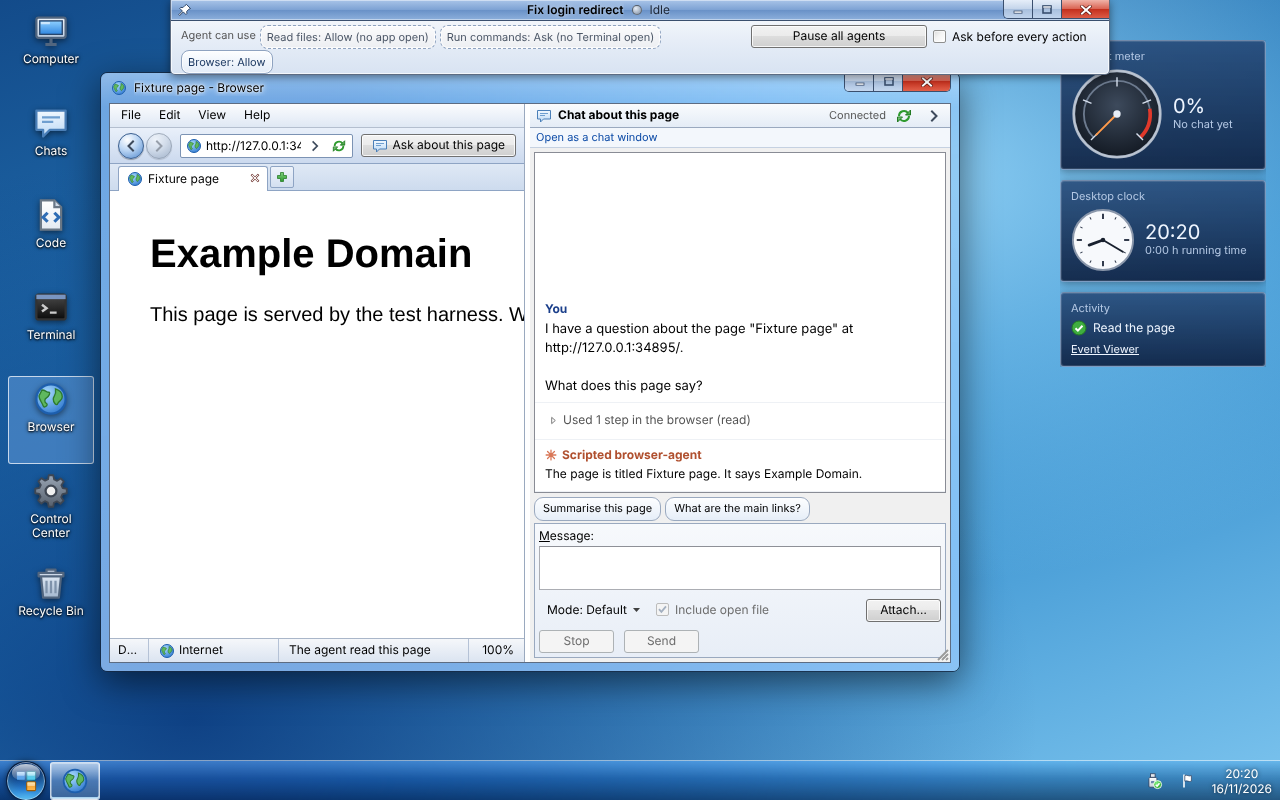 Fix login redirect
Idle
Agent can use
Read files: Allow (no app open)
Run commands: Ask (no Terminal open)
Browser: Allow
Pause all agents
Ask before every action
Computer
Chats
Code
Terminal
Browser
Control
Center
Recycle Bin
Fixture page - Browser
File
Edit
View
Help
http://127.0.0.1:34
Ask about this page
Fixture page
Example Domain
This page is served by the test harness. W
D...
Internet
The agent read this page
100%
Chat about this page
Connected
Open as a chat window
You
I have a question about the page "Fixture page" at
http://127.0.0.1:34895/.
What does this page say?
Used 1 step in the browser (read)
Scripted browser-agent
The page is titled Fixture page. It says Example Domain.
Summarise this page
What are the main links?
Message:
Mode: Default
Include open file
Attach...
Stop
Send
meter
0%
No chat yet
Desktop clock
20:20
0:00 h running time
Activity
Read the page
Event Viewer
20:20
16/11/2026